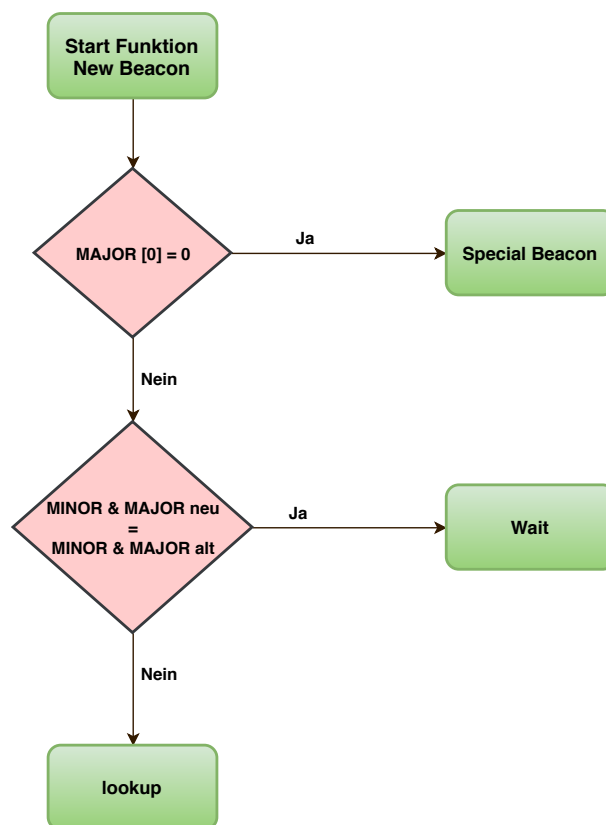 Start Funktion
New Beacon
MAJOR [0] = 0
Ja
Special Beacon
Nein
MINOR & MAJOR neu
=
MINOR & MAJOR alt
Ja
Wait
Nein
lookup